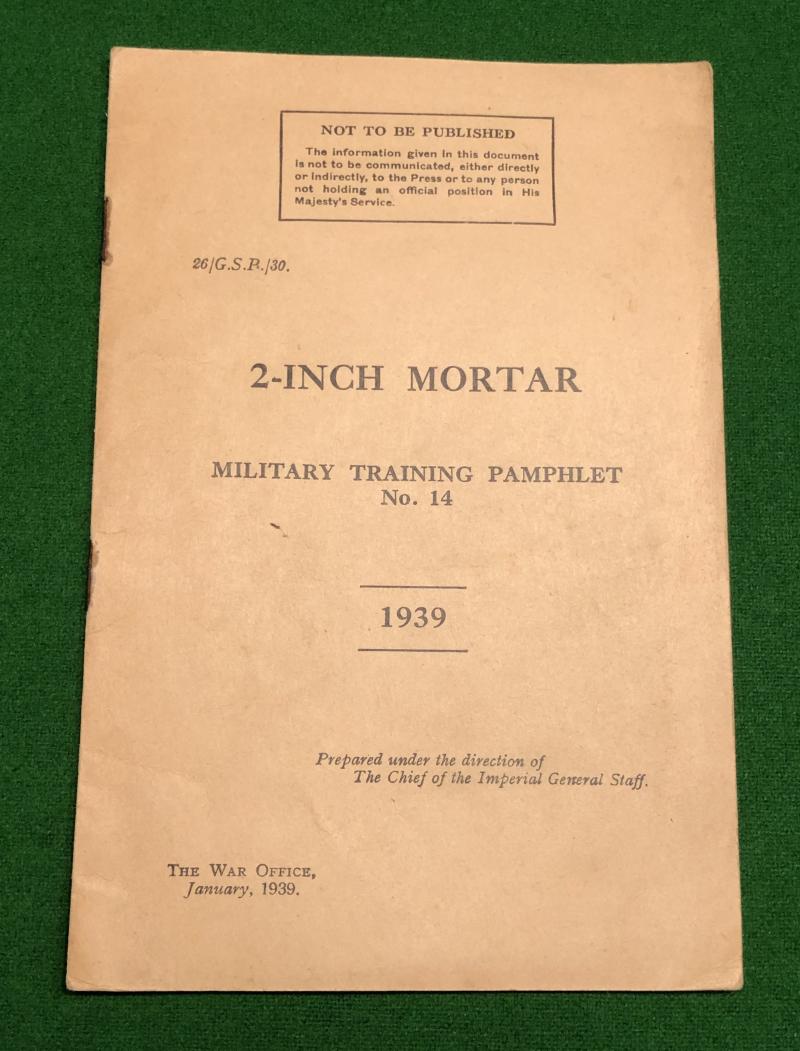 NOT TO BE PUBLISHED
The information given in this document
is not to be communicated, either directly
or indirectly, to the Press or to any person
not holding an official position in His
Majesty's Service.
26/G.S.P./30.
2-INCH MORTAR
MILITARY TRAINING PAMPHLET
No. 14
1939
Prepared under the direction of
The Chief of the Imperial General Staff.
THE WAR OFFICE,
January, 1939.